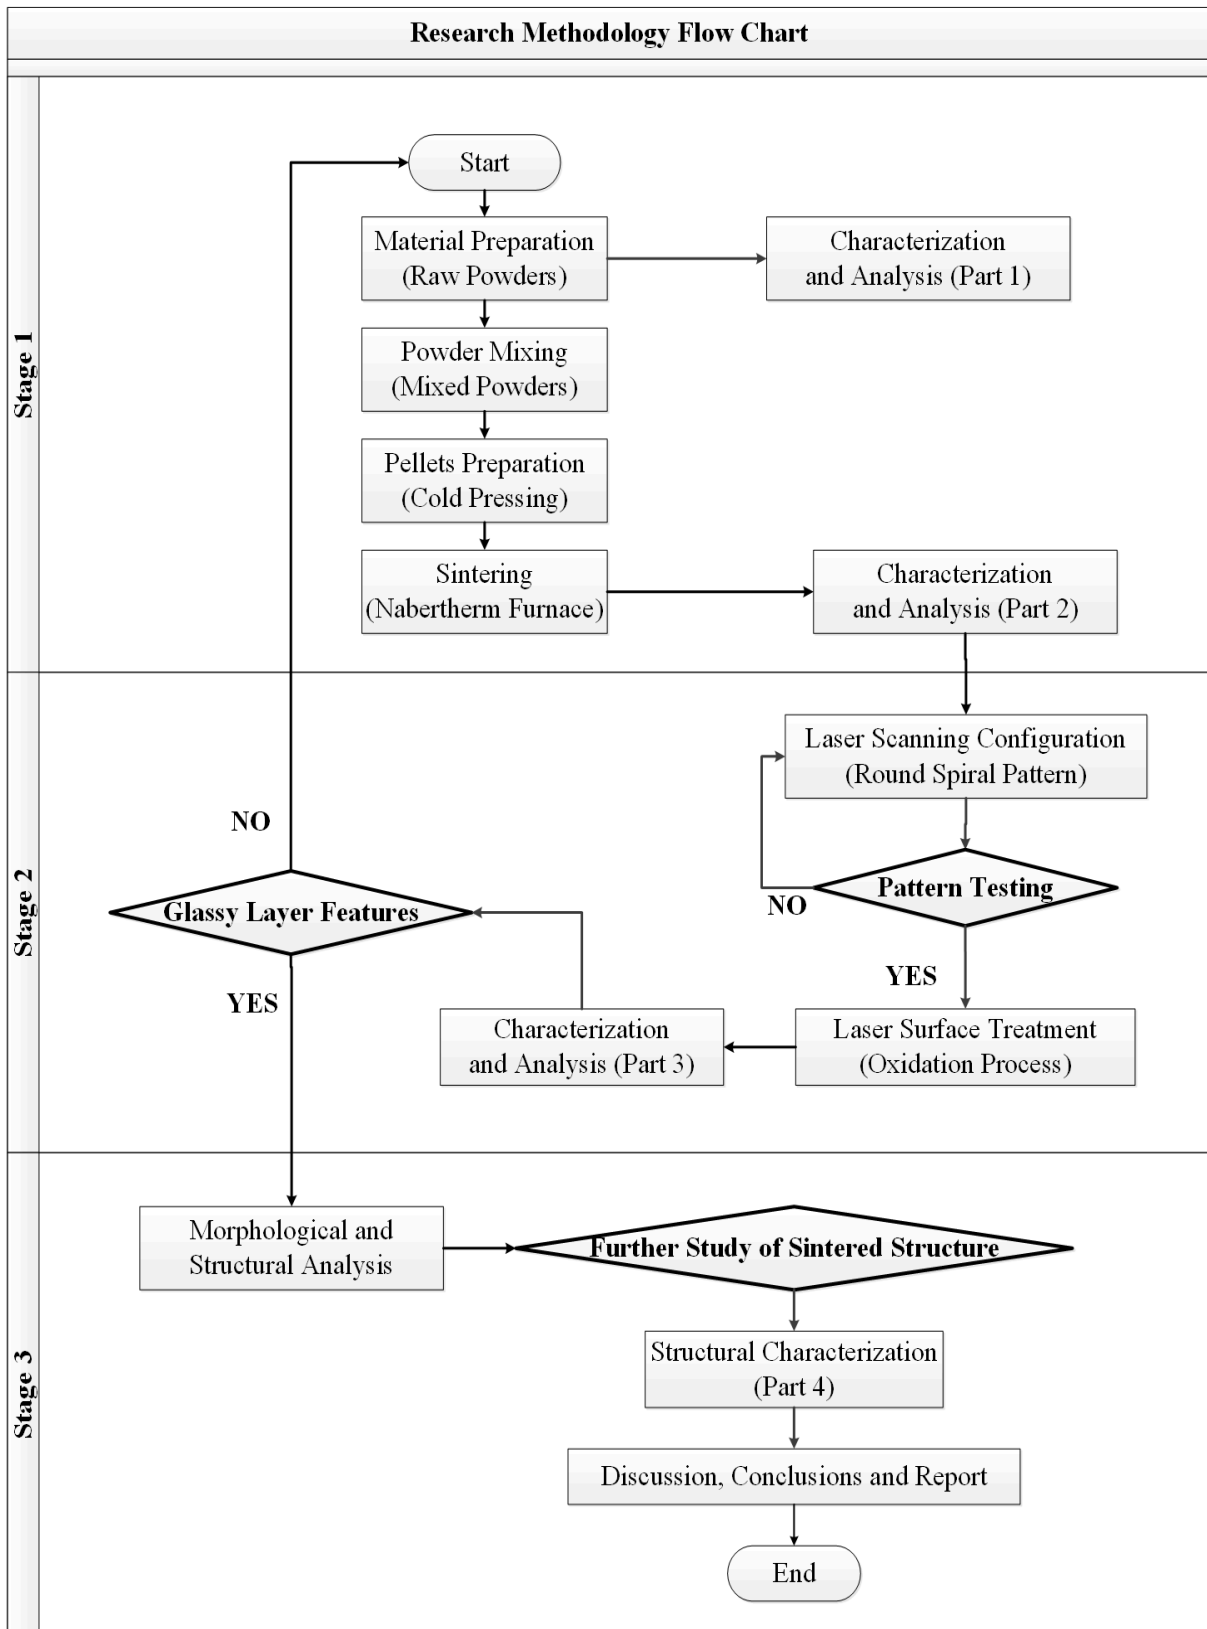 Research Methodology Flow Chart
Stage 1
Start
Material Preparation
(Raw Powders)
Characterization
and Analysis (Part 1)
Powder Mixing
(Mixed Powders)
Pellets Preparation
(Cold Pressing)
Sintering
(Nabertherm Furnace)
Characterization
and Analysis (Part 2)
Stage 2
Laser Scanning Configuration
(Round Spiral Pattern)
Pattern Testing
NO
YES
Laser Surface Treatment
(Oxidation Process)
Characterization
and Analysis (Part 3)
Glassy Layer Features
NO
YES
Stage 3
Morphological and
Structural Analysis
Further Study of Sintered Structure
Structural Characterization
(Part 4)
Discussion, Conclusions and Report
End